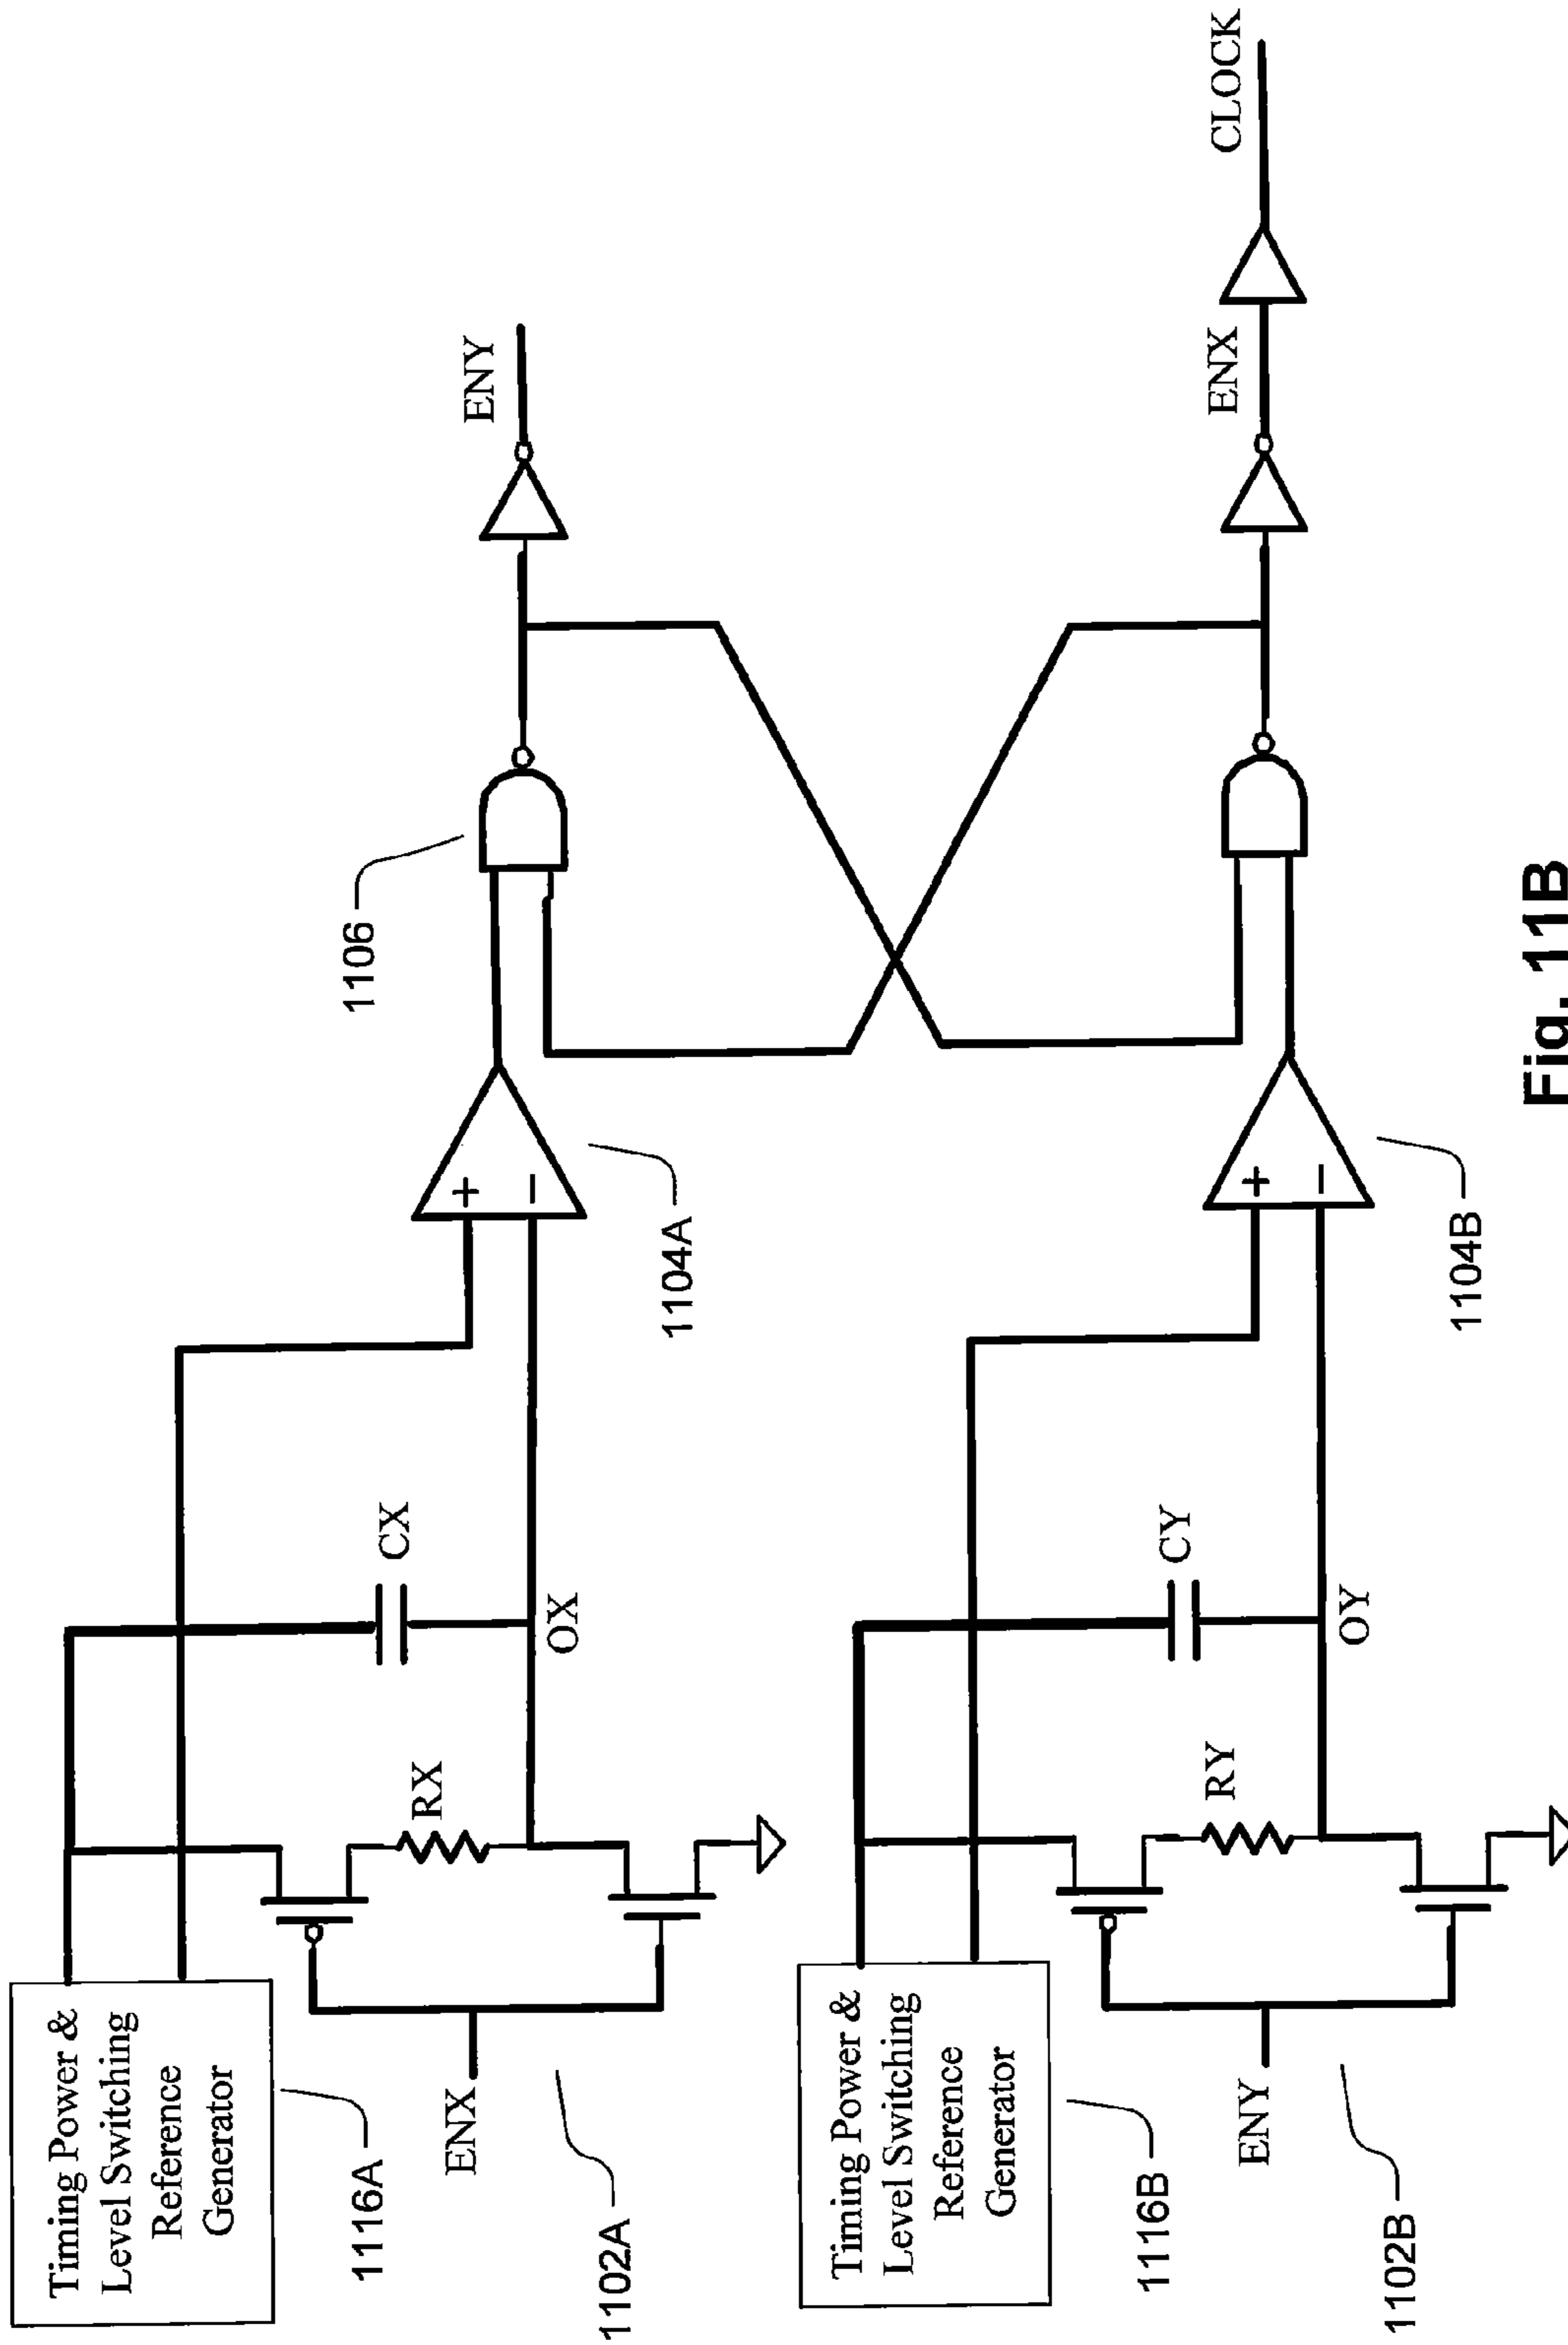 Timing Power &
Level Switching
Reference
Generator
1116A
ENX
1102A
RX
CX
OX
+
−
1104A
1106
ENY
Timing Power &
Level Switching
Reference
Generator
1116B
ENY
1102B
RY
CY
OY
+
−
1104B
ENX
CLOCK
Fig. 11B